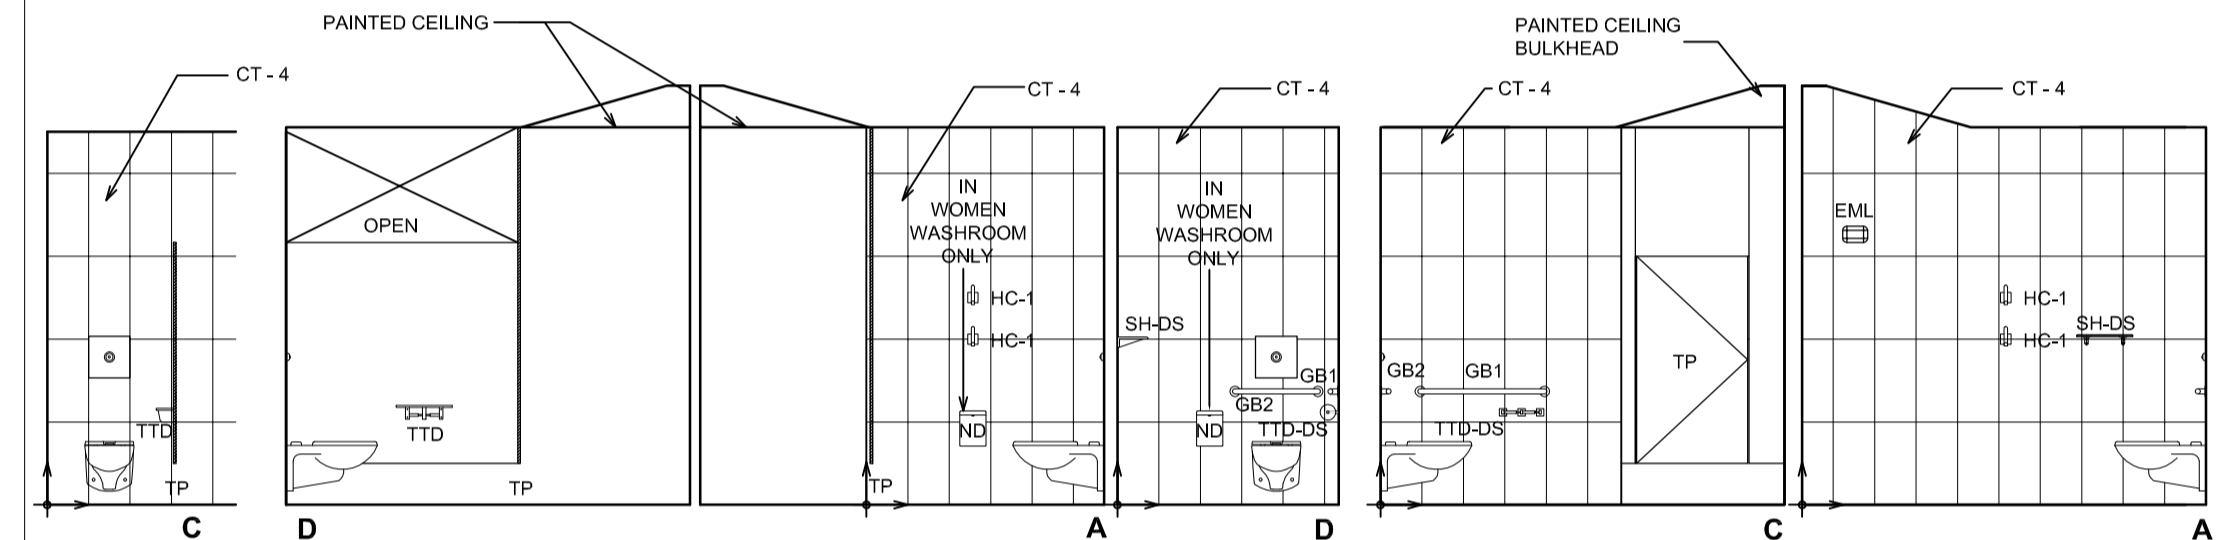 PAINTED CEILING
CT - 4
OPEN
TTD
TP
C
TTD
TP
D
CT - 4
IN
WOMEN
WASHROOM
ONLY
HC-1
HC-1
ND
TP
A
CT - 4
IN
WOMEN
WASHROOM
ONLY
SH-DS
GB1
GB2
ND
TTD-DS
D
PAINTED CEILING
BULKHEAD
CT - 4
GB2
GB1
TTD-DS
TP
C
CT - 4
EML
HC-1
SH-DS
HC-1
A